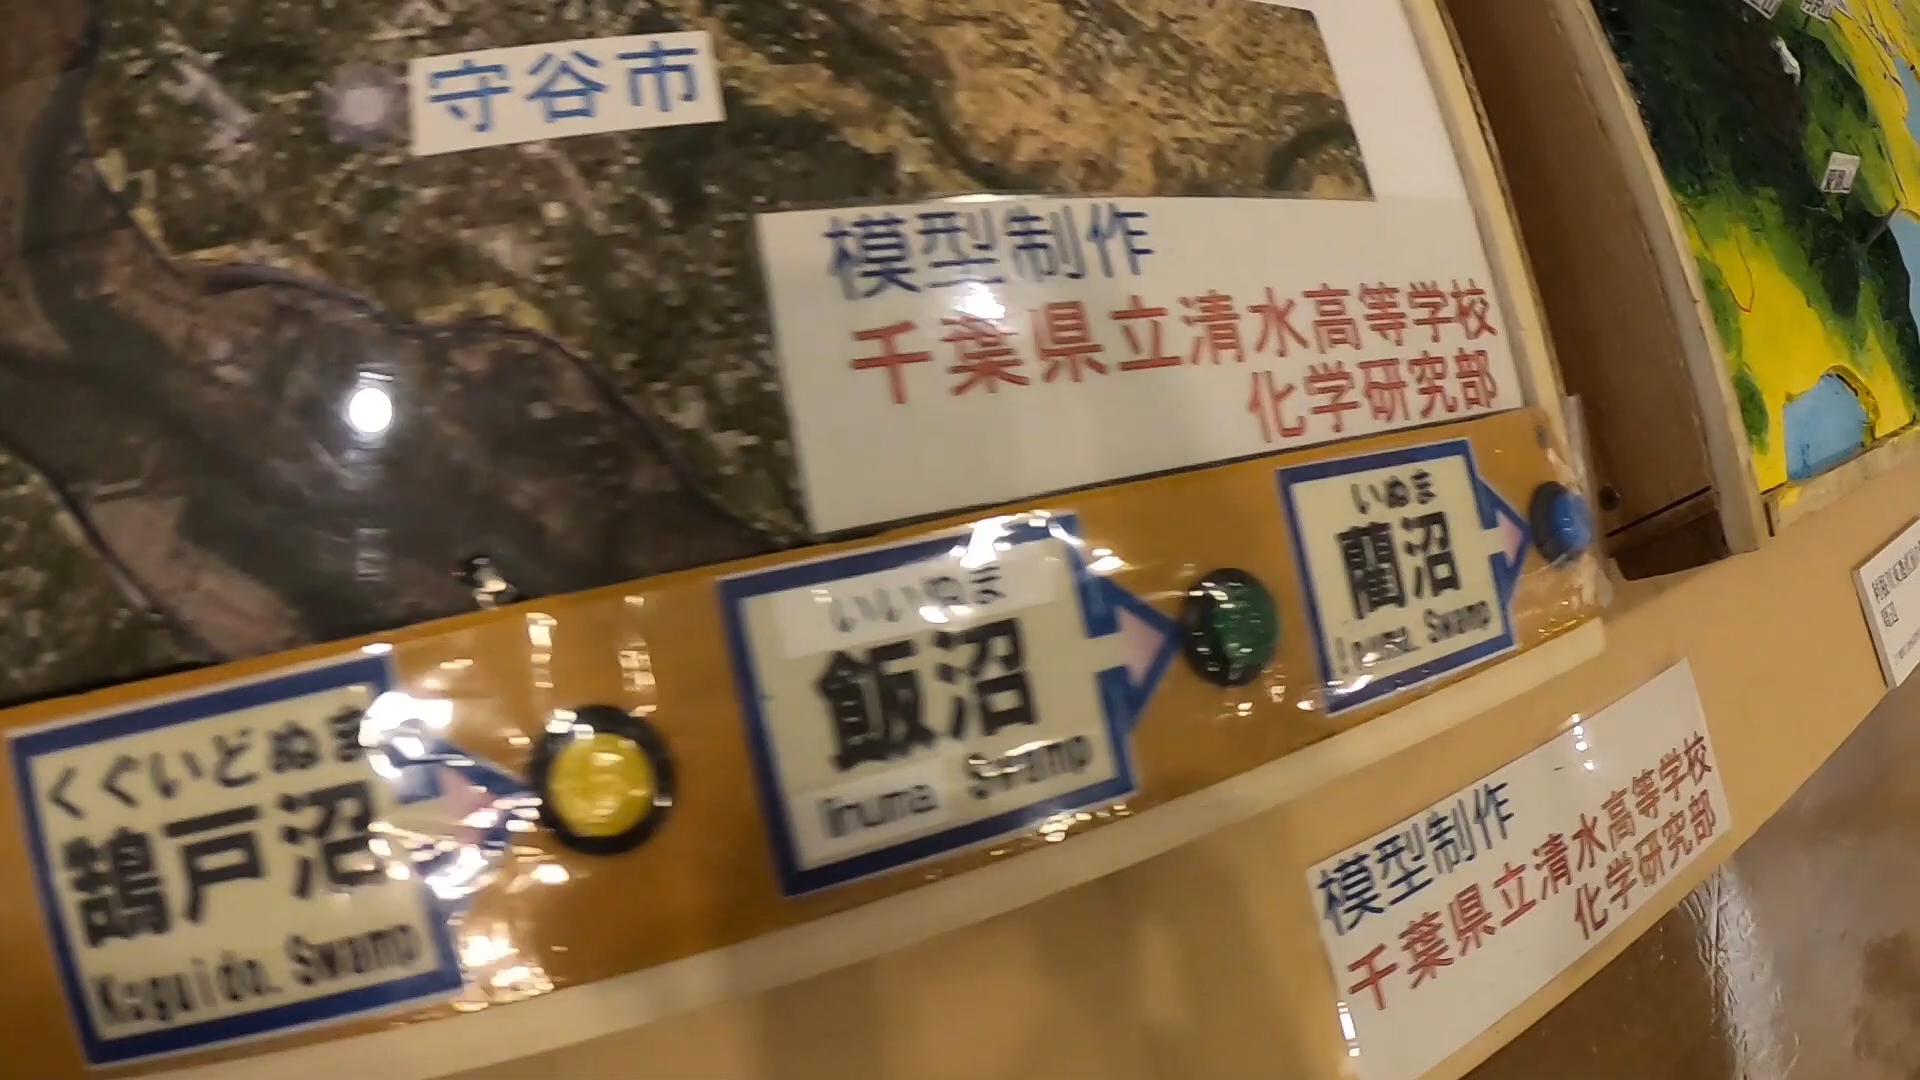 守谷市
模型制作
千葉県立清水高等学校
化学研究部
いぬま
藺沼
Swamp
いいぬま
飯沼
Iinuma Swamp
くぐいどぬま
鵠戸沼
Kuguido. Swamp
模型制作
千葉県立清水高等学校
化学研究部